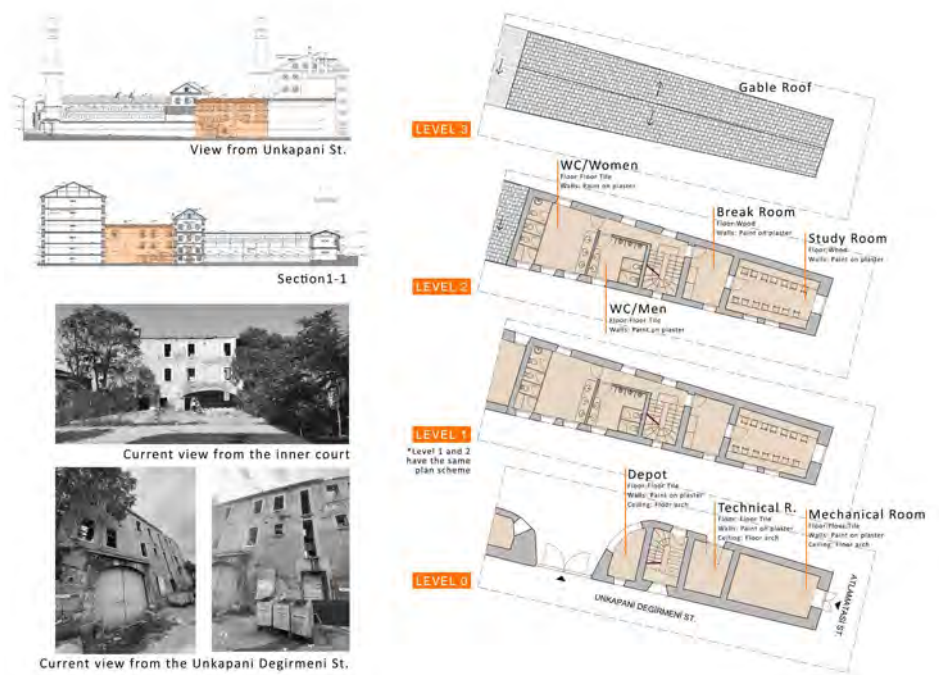 View from Unkapani St.
Section1-1
Current view from the inner court
Current view from the Unkapani Degirmeni St.
LEVEL 3
Gable Roof
LEVEL 2
WC/Women
Floor:Floor Tile
Walls: Paint on plaster
Break Room
Floor:Wood
Walls: Paint on plaster
Study Room
Floor:Wood
Walls: Paint on plaster
WC/Men
Floor:Floor Tile
Walls: Paint on plaster
LEVEL 1
*Level 1 and 2
have the same
plan scheme
LEVEL 0
Depot
Floor:Floor Tile
Walls: Paint on plaster
Ceiling: Floor arch
Technical R.
Floor: Floor Tile
Walls: Paint on plaster
Ceiling: Floor arch
Mechanical Room
Floor:Floor Tile
Walls: Paint on plaster
Ceiling: Floor arch
UNKAPANI DEGIRMENI ST.
ATLAMATASI ST.